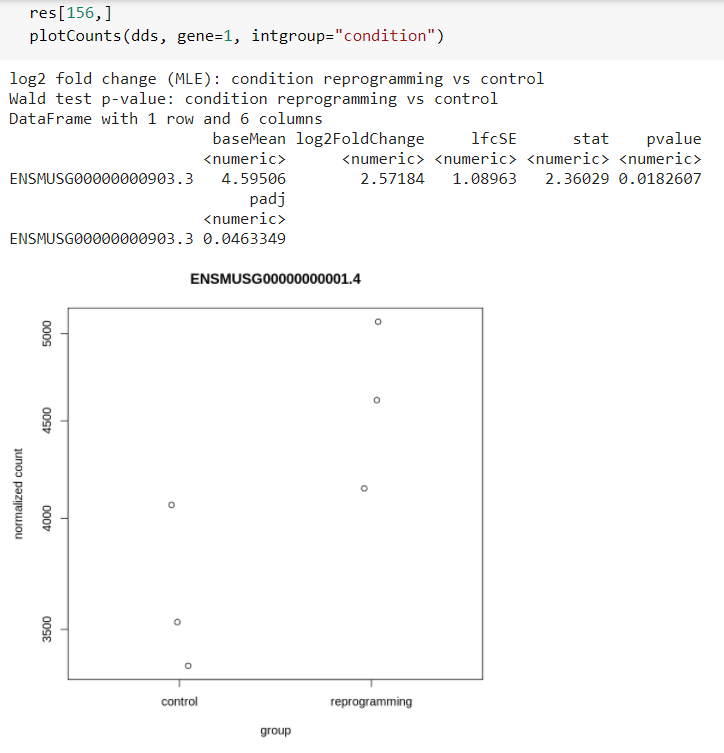 res[156,]
plotCounts(dds, gene=1, intgroup="condition")
log2 fold change (MLE): condition reprogramming vs control
Wald test p-value: condition reprogramming vs control
DataFrame with 1 row and 6 columns
baseMean log2FoldChange lfcSE stat pvalue
<numeric> <numeric> <numeric> <numeric> <numeric>
ENSMUSG00000000903.3 4.59506 2.57184 1.08963 2.36029 0.0182607
padj
<numeric>
ENSMUSG00000000903.3 0.0463349
ENSMUSG00000000001.4
5000
4500
4000
3500
normalized count
control reprogramming
group